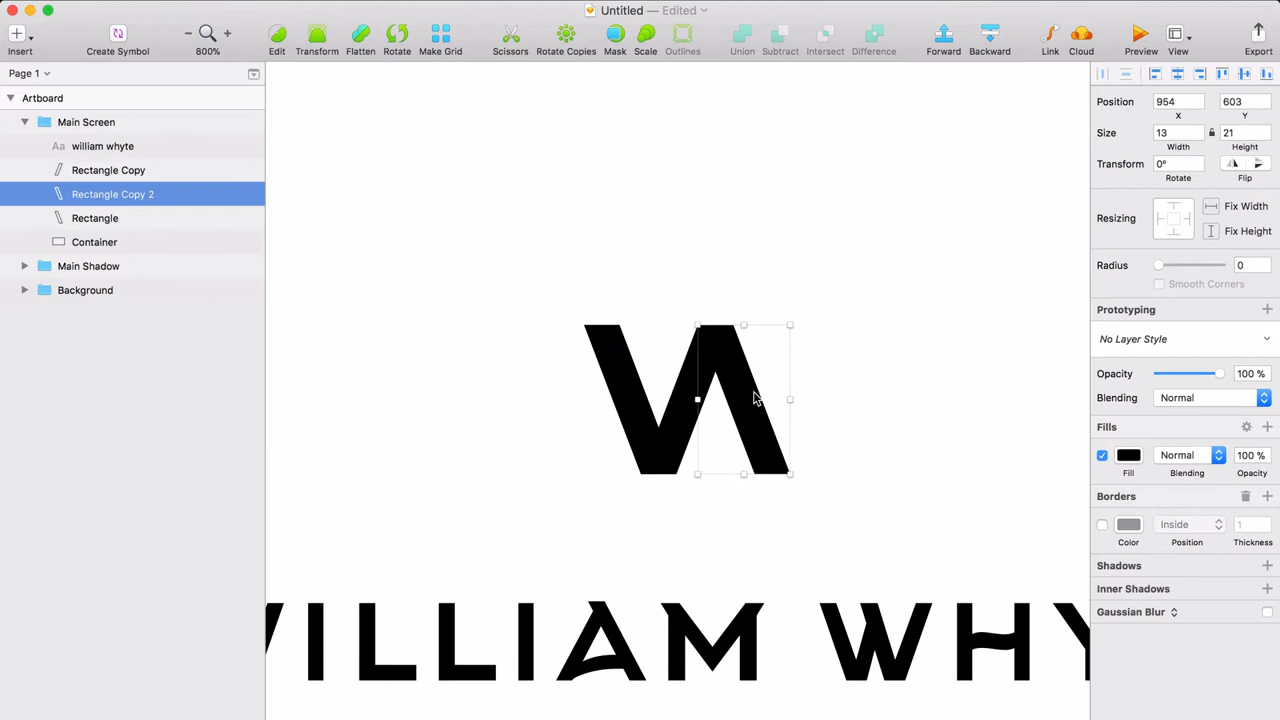 Untitled — Edited
Insert
Create Symbol
800%
Edit
Transform
Flatten
Rotate
Make Grid
Scissors
Rotate Copies
Mask
Scale
Outlines
Union
Subtract
Intersect
Difference
Forward
Backward
Link
Cloud
Preview
View
Export
Page 1
Artboard
Main Screen
Aa william whyte
Rectangle Copy
Rectangle Copy 2
Rectangle
Container
Main Shadow
Background
WILLIAM WHY
Position 954 603
X Y
Size 13 21
Width Height
Transform 0°
Rotate Flip
Resizing Fix Width
Fix Height
Radius 0
Smooth Corners
Prototyping
No Layer Style
Opacity 100 %
Blending Normal
Fills
Normal 100 %
Fill Blending Opacity
Borders
Inside 1
Color Position Thickness
Shadows
Inner Shadows
Gaussian Blur